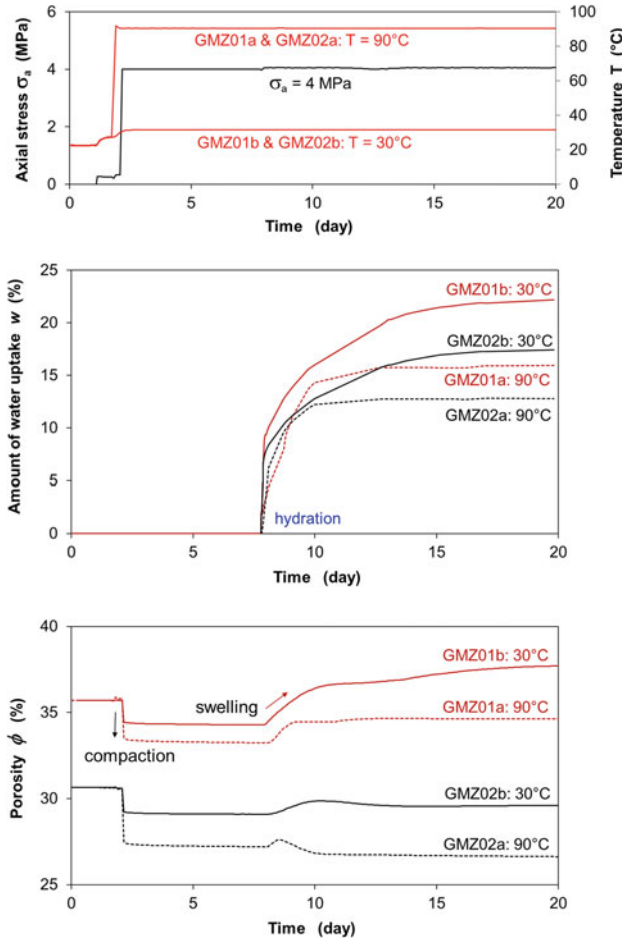 Axial stress σa (MPa)
6
4
2
0
GMZ01a & GMZ02a: T = 90°C
σa = 4 MPa
GMZ01b & GMZ02b: T = 30°C
100
80
60
40
20
0
Temperature T (°C)
0 5 10 15 20
Time (day)
Amount of water uptake w (%)
25
20
15
10
5
0
GMZ01b: 30°C
GMZ02b: 30°C
GMZ01a: 90°C
GMZ02a: 90°C
hydration
0 5 10 15 20
Time (day)
Porosity ϕ (%)
40
35
30
25
GMZ01b: 30°C
swelling
GMZ01a: 90°C
compaction
GMZ02b: 30°C
GMZ02a: 90°C
0 5 10 15 20
Time (day)